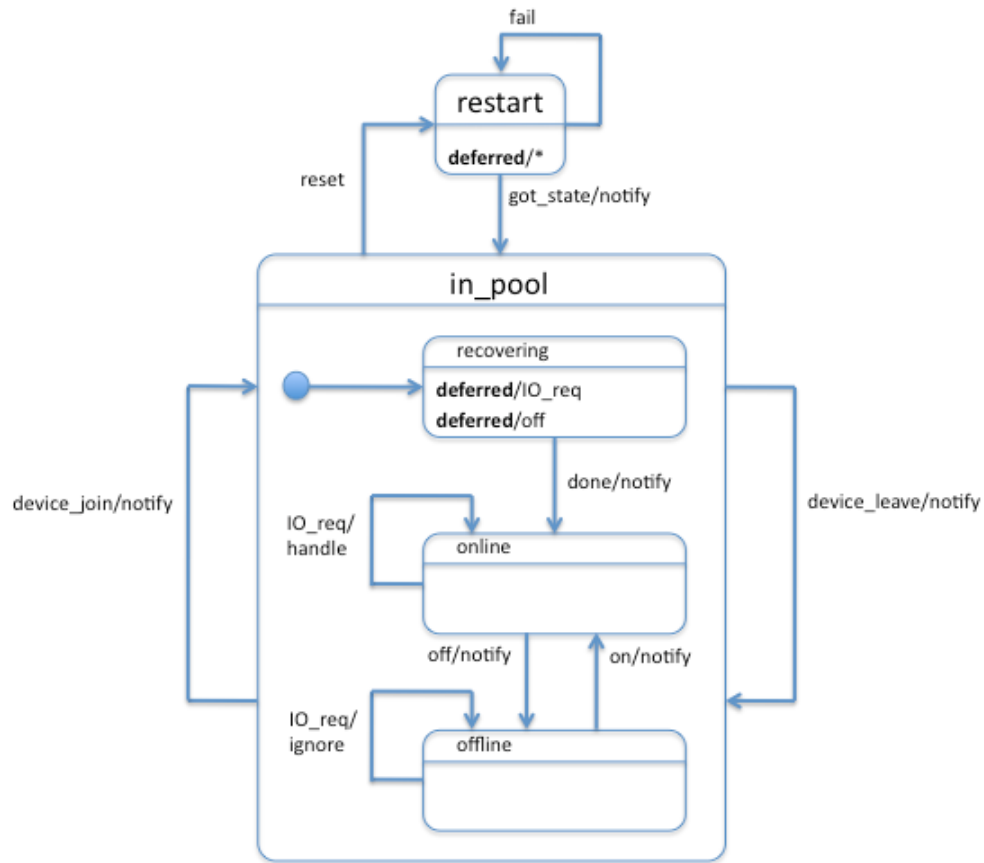 fail
restart
deferred/*
reset
got_state/notify
in_pool
recovering
deferred/IO_req
deferred/off
done/notify
device_join/notify
device_leave/notify
IO_req/
handle
online
off/notify
on/notify
IO_req/
ignore
offline